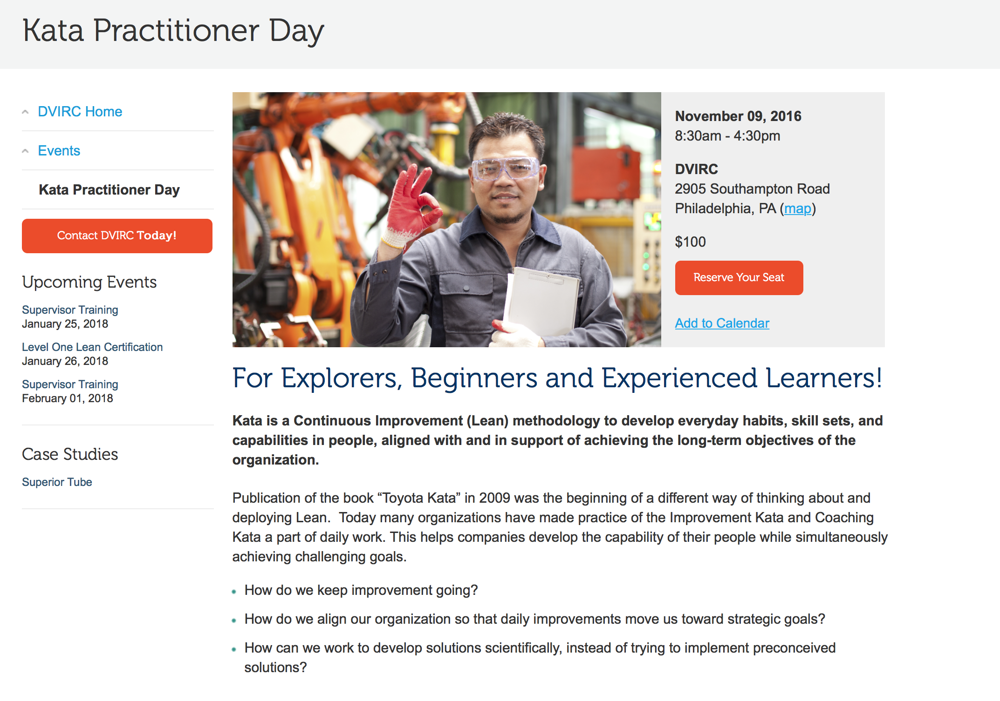 Kata Practitioner Day
DVIRC Home
Events
Kata Practitioner Day
Contact DVIRC Today!
Upcoming Events
Supervisor Training
January 25, 2018
Level One Lean Certification
January 26, 2018
Supervisor Training
February 01, 2018
Case Studies
Superior Tube
November 09, 2016
8:30am - 4:30pm
DVIRC
2905 Southampton Road
Philadelphia, PA (map)
$100
Reserve Your Seat
Add to Calendar
For Explorers, Beginners and Experienced Learners!
Kata is a Continuous Improvement (Lean) methodology to develop everyday habits, skill sets, and
capabilities in people, aligned with and in support of achieving the long-term objectives of the
organization.
Publication of the book “Toyota Kata” in 2009 was the beginning of a different way of thinking about and
deploying Lean.  Today many organizations have made practice of the Improvement Kata and Coaching
Kata a part of daily work. This helps companies develop the capability of their people while simultaneously
achieving challenging goals.
How do we keep improvement going?
How do we align our organization so that daily improvements move us toward strategic goals?
How can we work to develop solutions scientifically, instead of trying to implement preconceived
solutions?